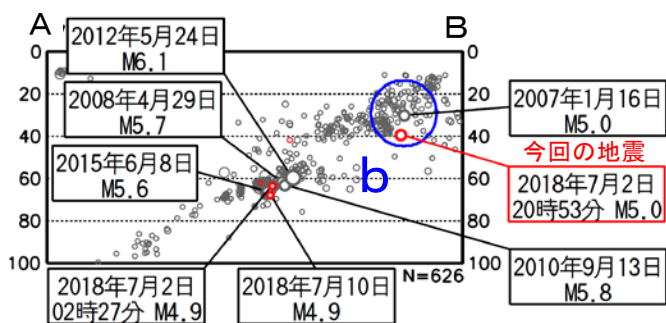 A
B
0
20
40
60
80
100
0
20
40
60
80
100
2012年5月24日
M6.1
2008年4月29日
M5.7
2015年6月8日
M5.6
2018年7月2日
02時27分 M4.9
2018年7月10日
M4.9
b
2007年1月16日
M5.0
今回の地震
2018年7月2日
20時53分 M5.0
2010年9月13日
M5.8
N=626